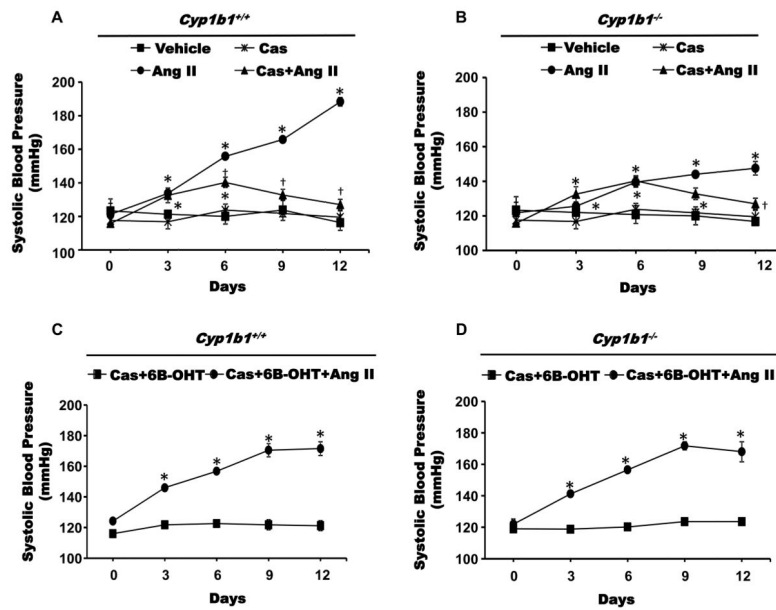 A
Cyp1b1+/+
Vehicle
Cas
Ang II
Cas+Ang II
Systolic Blood Pressure
(mmHg)
200
180
160
140
120
100
*
*
*
*
*
*
†
†
†
0
3
6
9
12
Days
B
Cyp1b1-/-
Vehicle
Cas
Ang II
Cas+Ang II
Systolic Blood Pressure
(mmHg)
200
180
160
140
120
100
*
*
*
*
*
*
*
†
0
3
6
9
12
Days
C
Cyp1b1+/+
Cas+6B-OHT
Cas+6B-OHT+Ang II
Systolic Blood Pressure
(mmHg)
200
180
160
140
120
100
*
*
*
*
0
3
6
9
12
Days
D
Cyp1b1-/-
Cas+6B-OHT
Cas+6B-OHT+Ang II
Systolic Blood Pressure
(mmHg)
200
180
160
140
120
100
*
*
*
*
0
3
6
9
12
Days